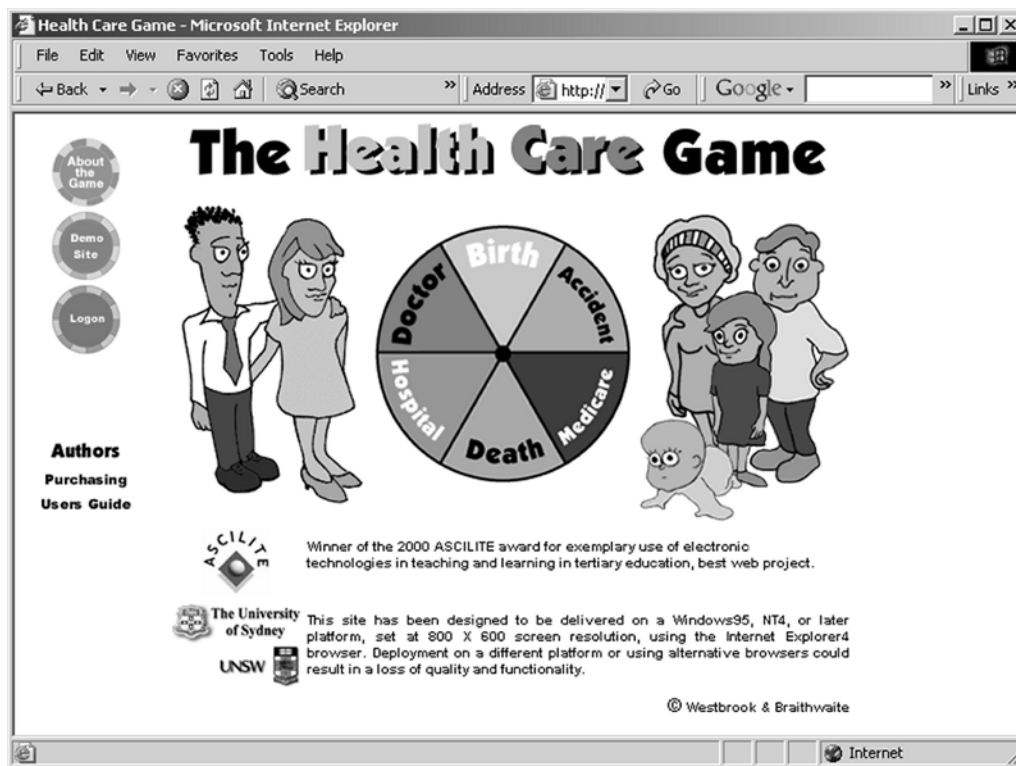 Health Care Game - Microsoft Internet Explorer
File Edit View Favorites Tools Help
Back Search » Address http:// Go Google » Links »
The Health Care Game
About
the
Game
Demo
Site
Logon
Authors
Purchasing
Users Guide
Birth
Accident
Medicare
Death
Hospital
Doctor
ASCILITE
Winner of the 2000 ASCILITE award for exemplary use of electronic
technologies in teaching and learning in tertiary education, best web project.
The University
of Sydney
UNSW
This site has been designed to be delivered on a Windows95, NT4, or later
platform, set at 800 X 600 screen resolution, using the Internet Explorer4
browser. Deployment on a different platform or using alternative browsers could
result in a loss of quality and functionality.
© Westbrook & Braithwaite
Internet